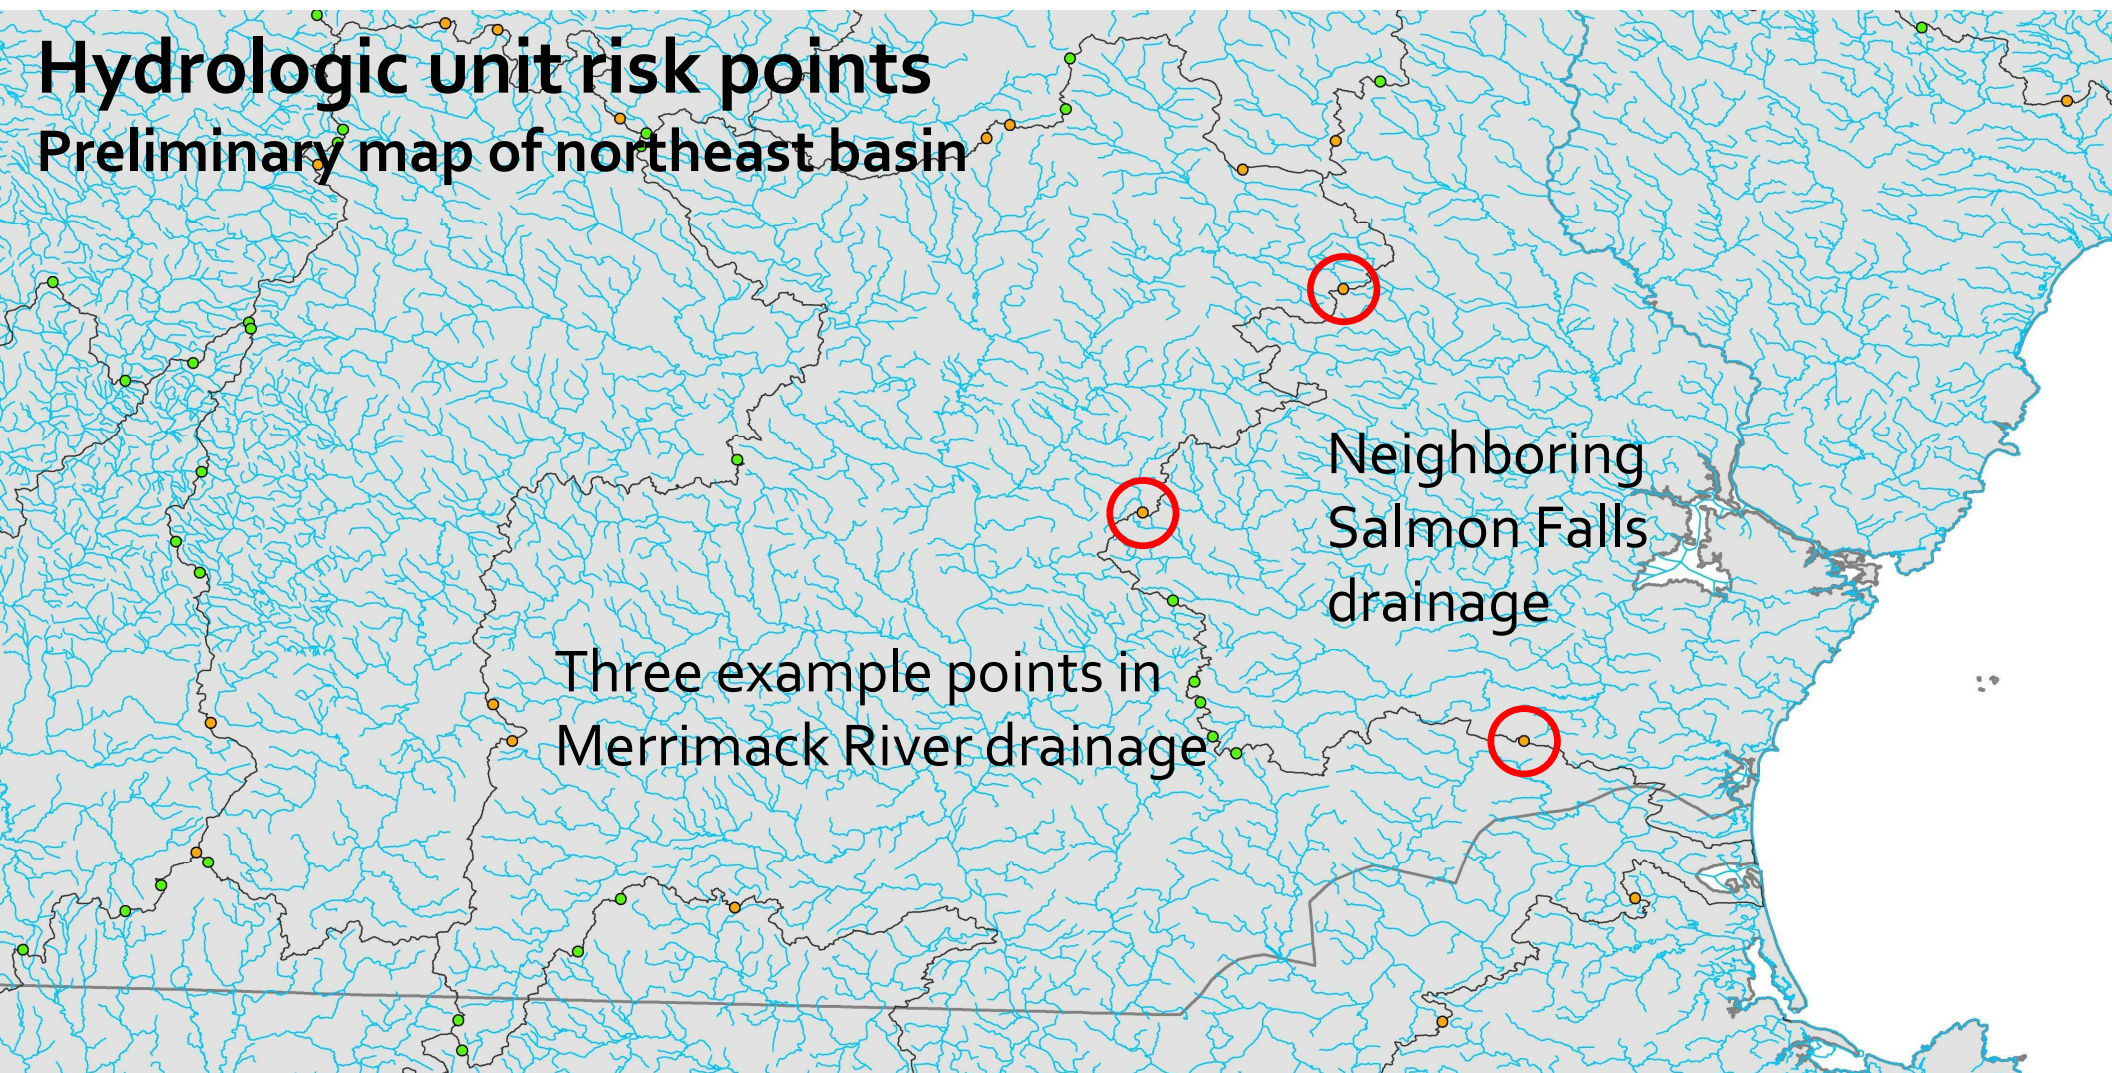 Hydrologic unit risk points
Preliminary map of northeast basin
Neighboring
Salmon Falls
drainage
Three example points in
Merrimack River drainage